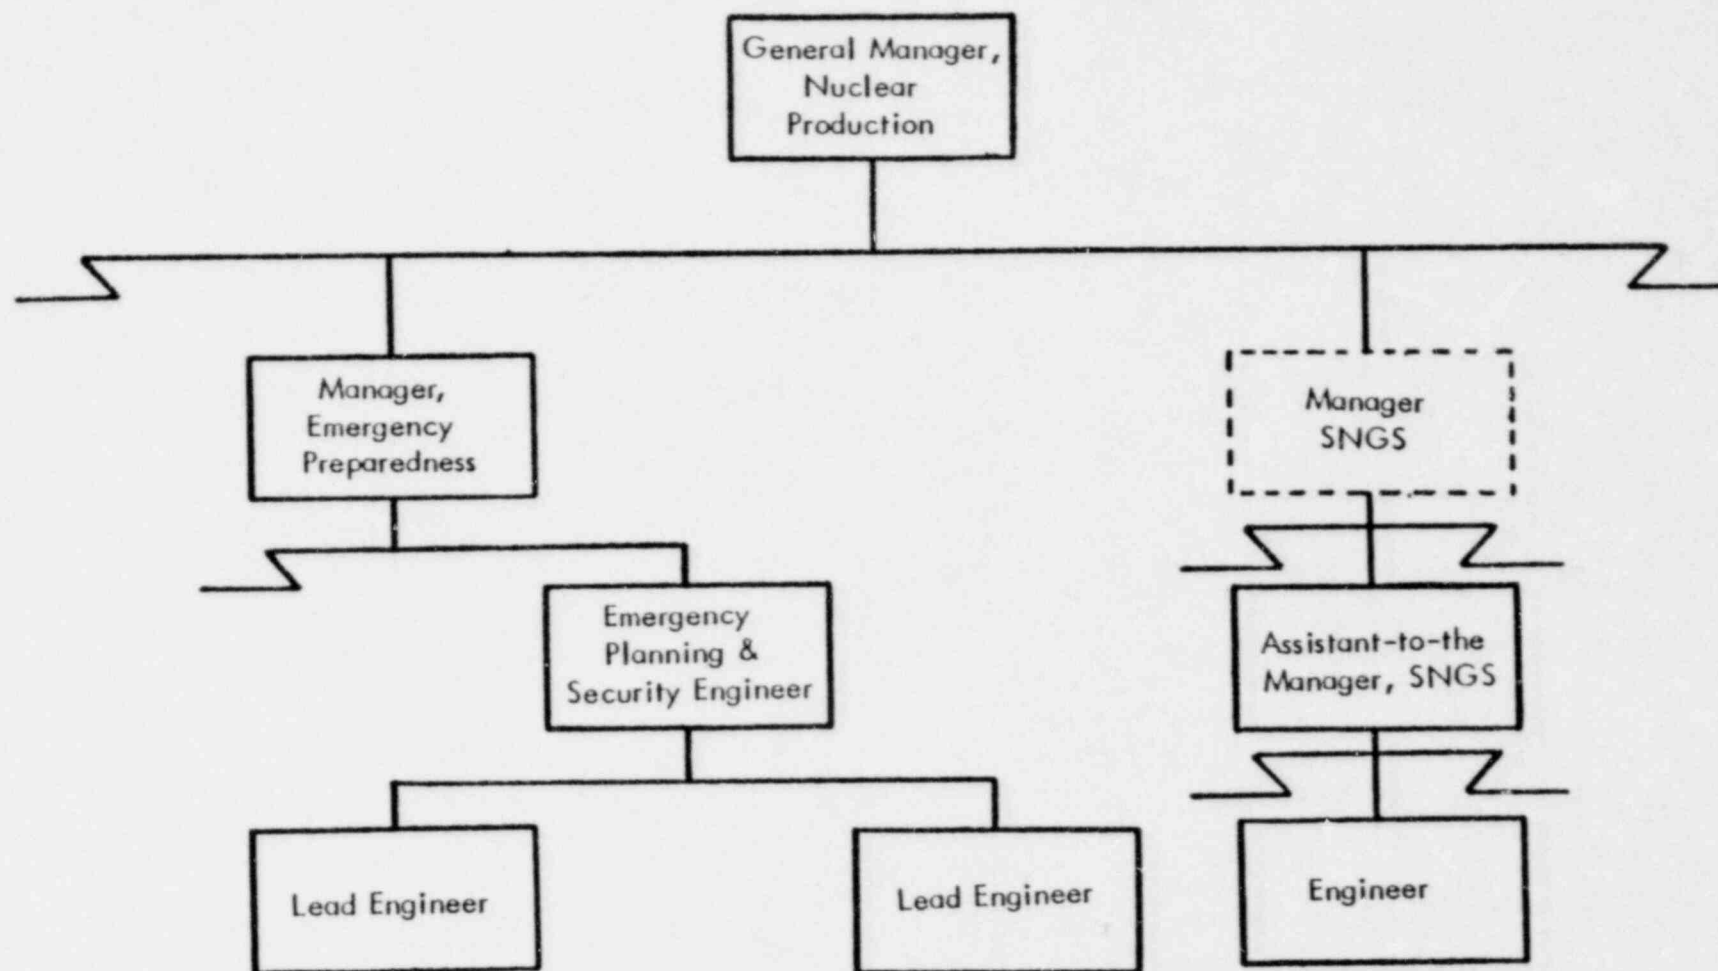 General Manager,
Nuclear
Production
Manager,
Emergency
Preparedness
Manager
SNGS
Emergency
Planning &
Security Engineer
Assistant-to-the
Manager, SNGS
Lead Engineer
Lead Engineer
Engineer